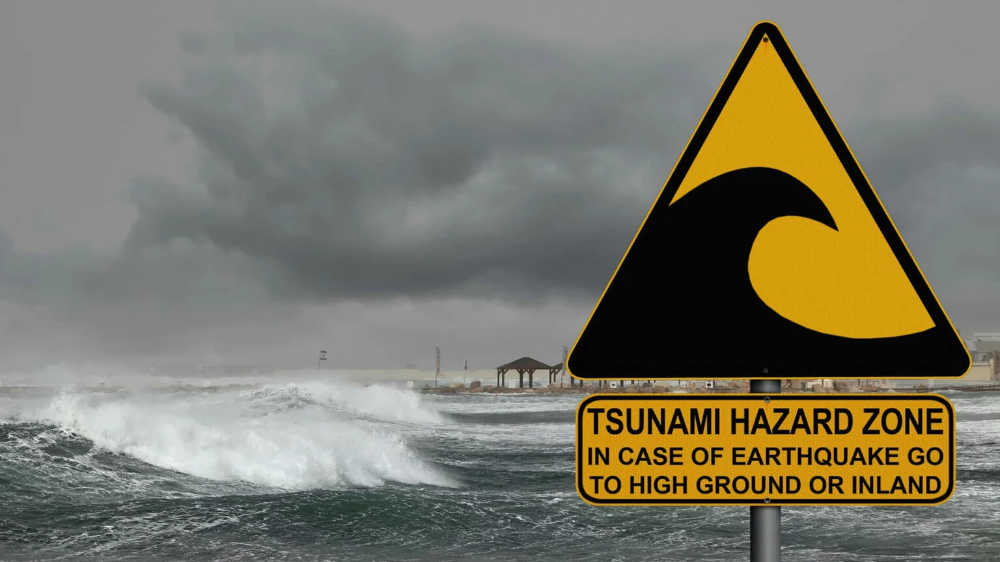 TSUNAMI HAZARD ZONE
IN CASE OF EARTHQUAKE GO
TO HIGH GROUND OR INLAND